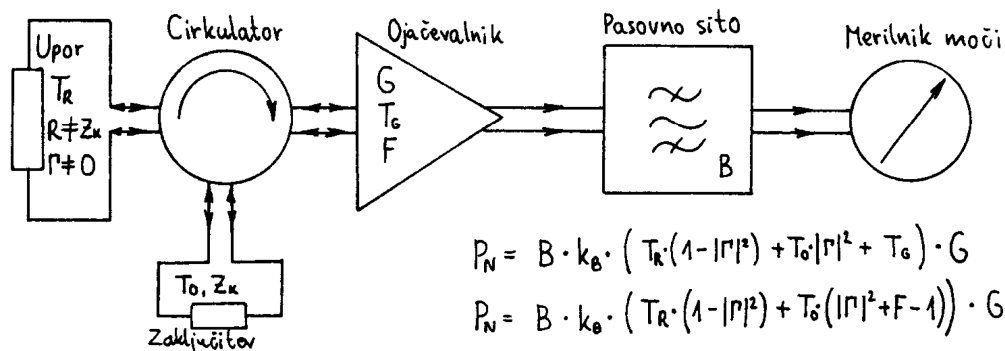 Upor
T_R
R≠Z_K
Γ≠0
Cirkulator
Ojačevalnik
G
T_G
F
Pasovno sito
B
Merilnik moči
T_0, Z_K
Zaključitov
P_N = B · k_B · ( T_R·(1-|Γ|²) + T_0·|Γ|² + T_G ) · G
P_N = B · k_B · ( T_R·(1-|Γ|²) + T_0·(|Γ|²+F-1) ) · G